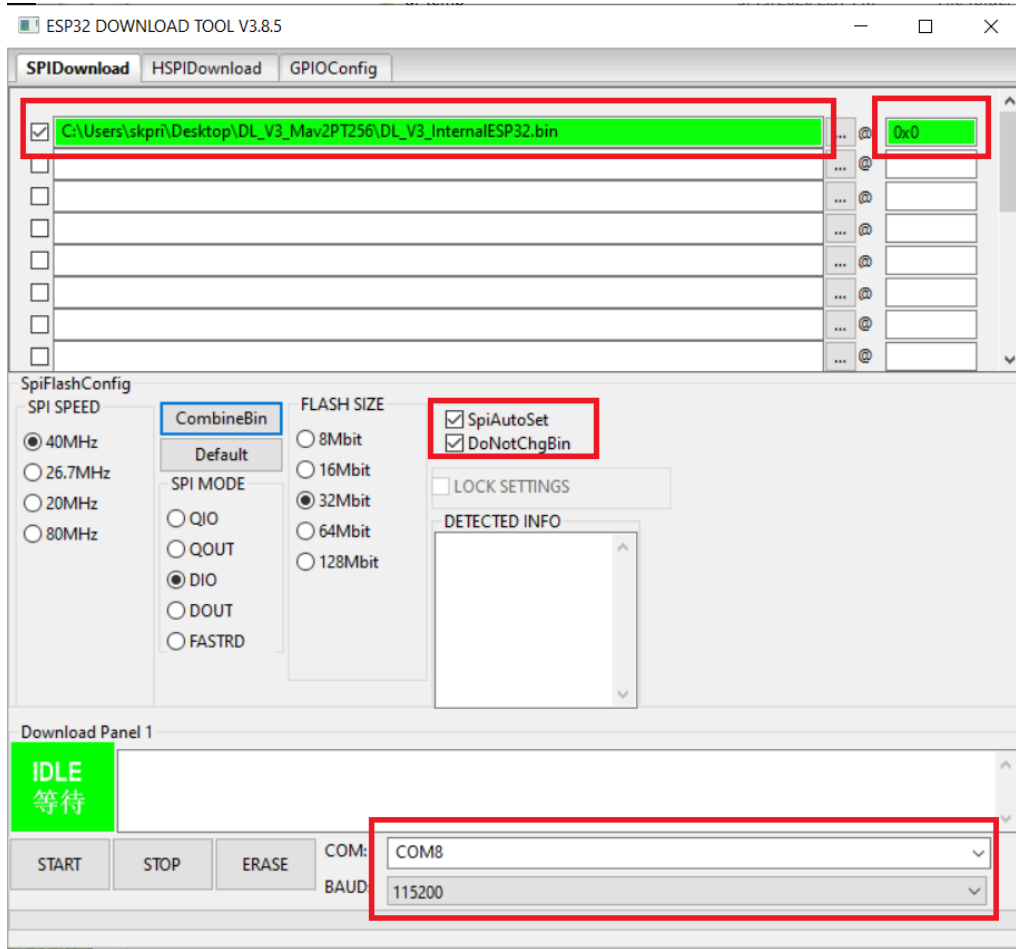 ESP32 DOWNLOAD TOOL V3.8.5
SPIDownload HSPIDownload GPIOConfig
C:\Users\skpri\Desktop\DL_V3_Mav2PT256\DL_V3_InternalESP32.bin ... @ 0x0
... @
... @
... @
... @
... @
... @
... @
SpiFlashConfig
SPI SPEED
40MHz
26.7MHz
20MHz
80MHz
CombineBin
Default
SPI MODE
QIO
QOUT
DIO
DOUT
FASTRD
FLASH SIZE
8Mbit
16Mbit
32Mbit
64Mbit
128Mbit
SpiAutoSet
DoNotChgBin
LOCK SETTINGS
DETECTED INFO
Download Panel 1
IDLE
等待
START STOP ERASE
COM: COM8
BAUD: 115200